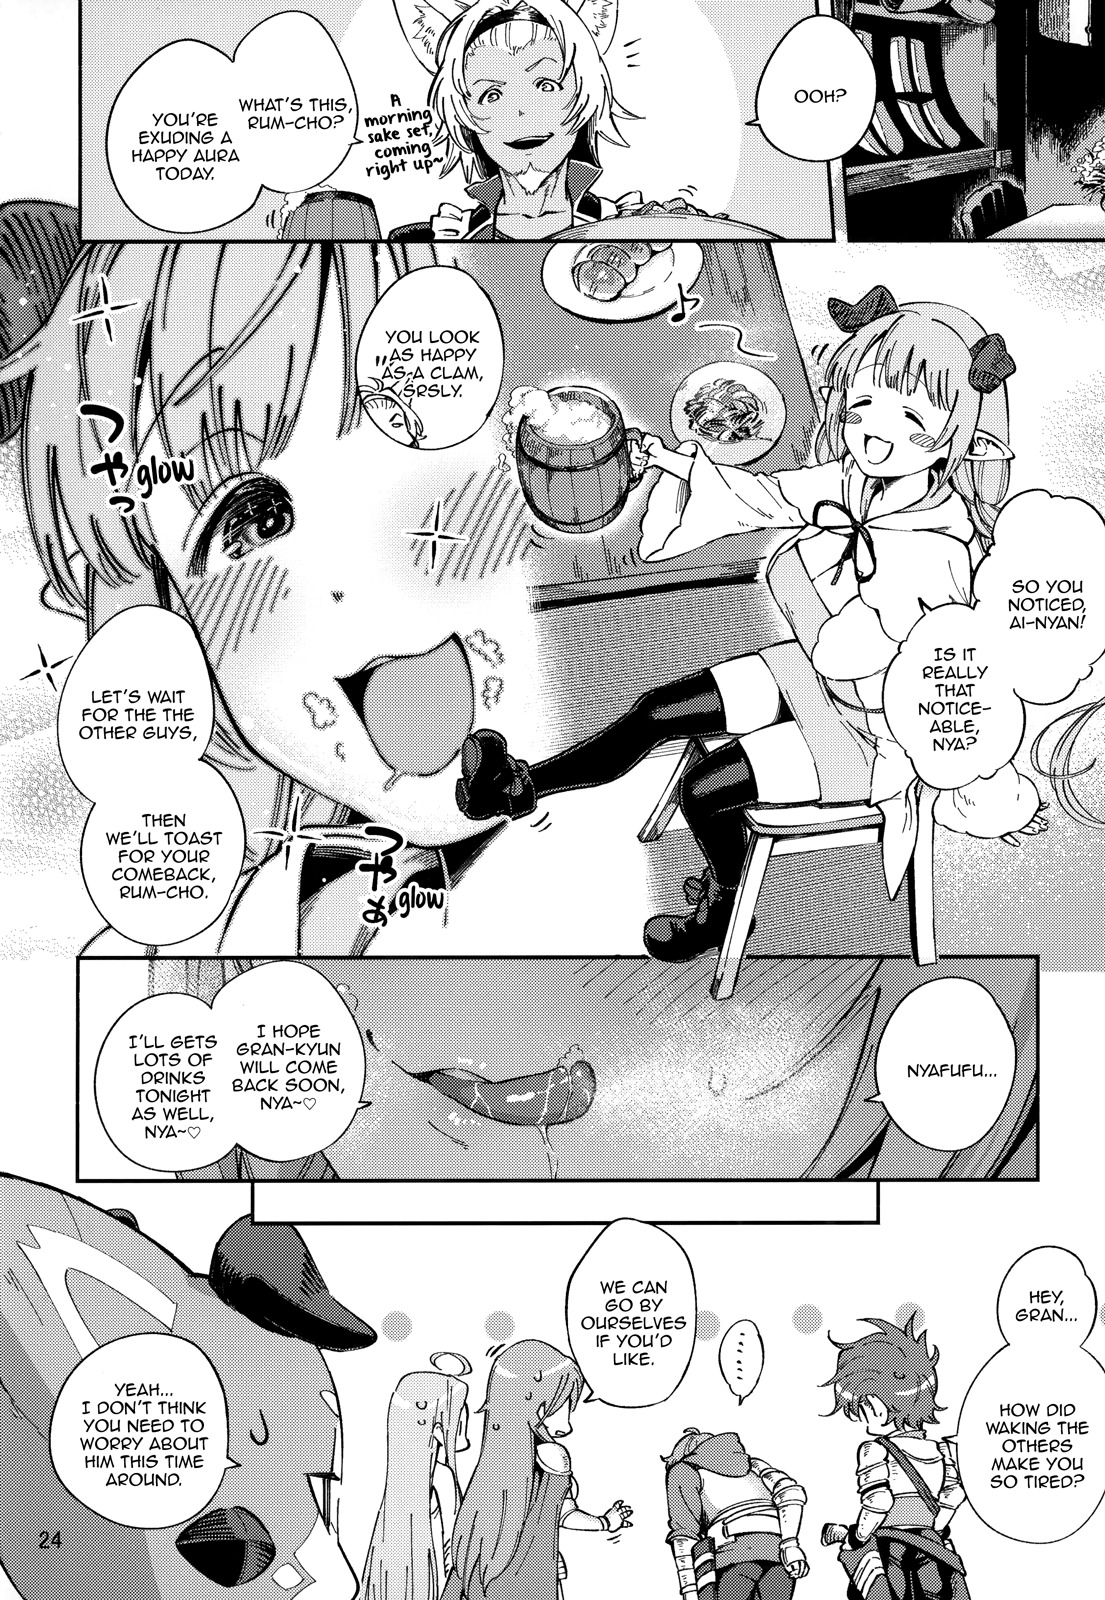 OOH?
WHAT'S THIS,
RUM-CHO?
YOU'RE
EXUDING A
HAPPY AURA
TODAY.
A
morning
sake set,
coming
right up~
YOU LOOK
AS HAPPY
AS A CLAM,
SRSLY.
SO YOU
NOTICED,
AI-NYAN!
IS IT
REALLY
THAT
NOTICE-
ABLE,
NYA?
つやっ
glow
LET'S WAIT
FOR THE THE
OTHER GUYS,
THEN
WE'LL TOAST
FOR YOUR
COMEBACK,
RUM-CHO.
glow
NYAFUFU...
I HOPE
GRAN-KYUN
WILL COME
BACK SOON,
NYA~♡
I'LL GETS
LOTS OF
DRINKS
TONIGHT
AS WELL,
NYA~♡
HEY,
GRAN...
HOW DID
WAKING THE
OTHERS
MAKE YOU
SO TIRED?
......
WE CAN
GO BY
OURSELVES
IF YOU'D
LIKE.
YEAH...
I DON'T THINK
YOU NEED TO
WORRY ABOUT
HIM THIS TIME
AROUND.
24